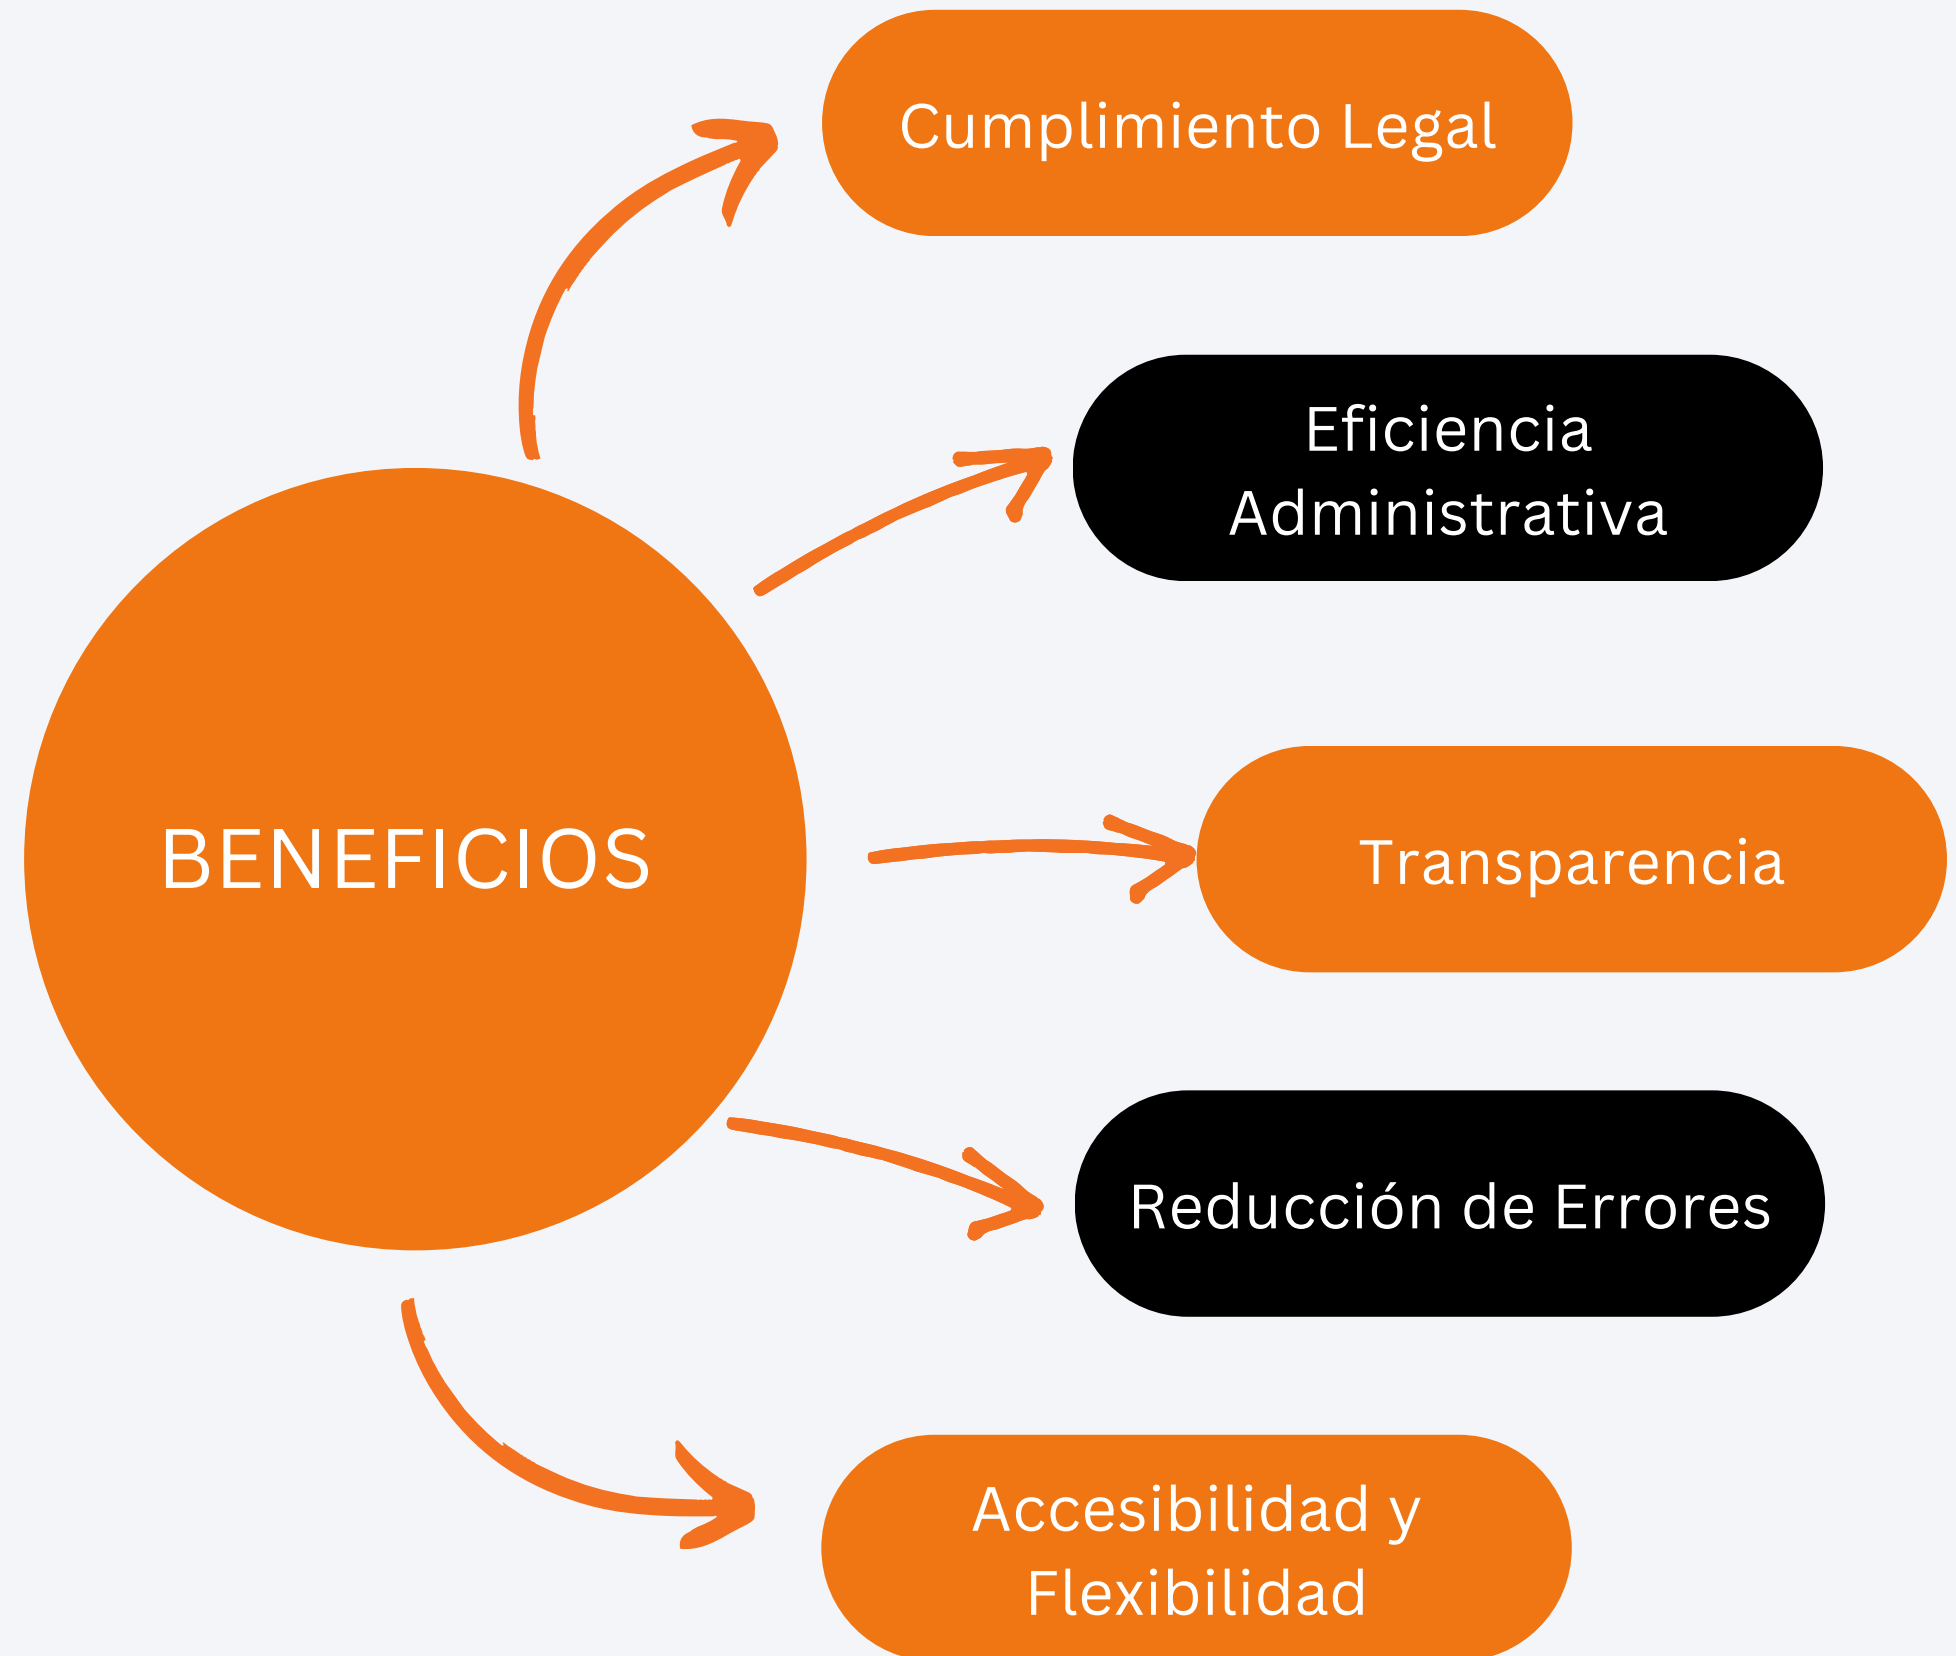 Cumplimiento Legal
Eficiencia
Administrativa
BENEFICIOS
Transparencia
Reducción de Errores
Accesibilidad y
Flexibilidad